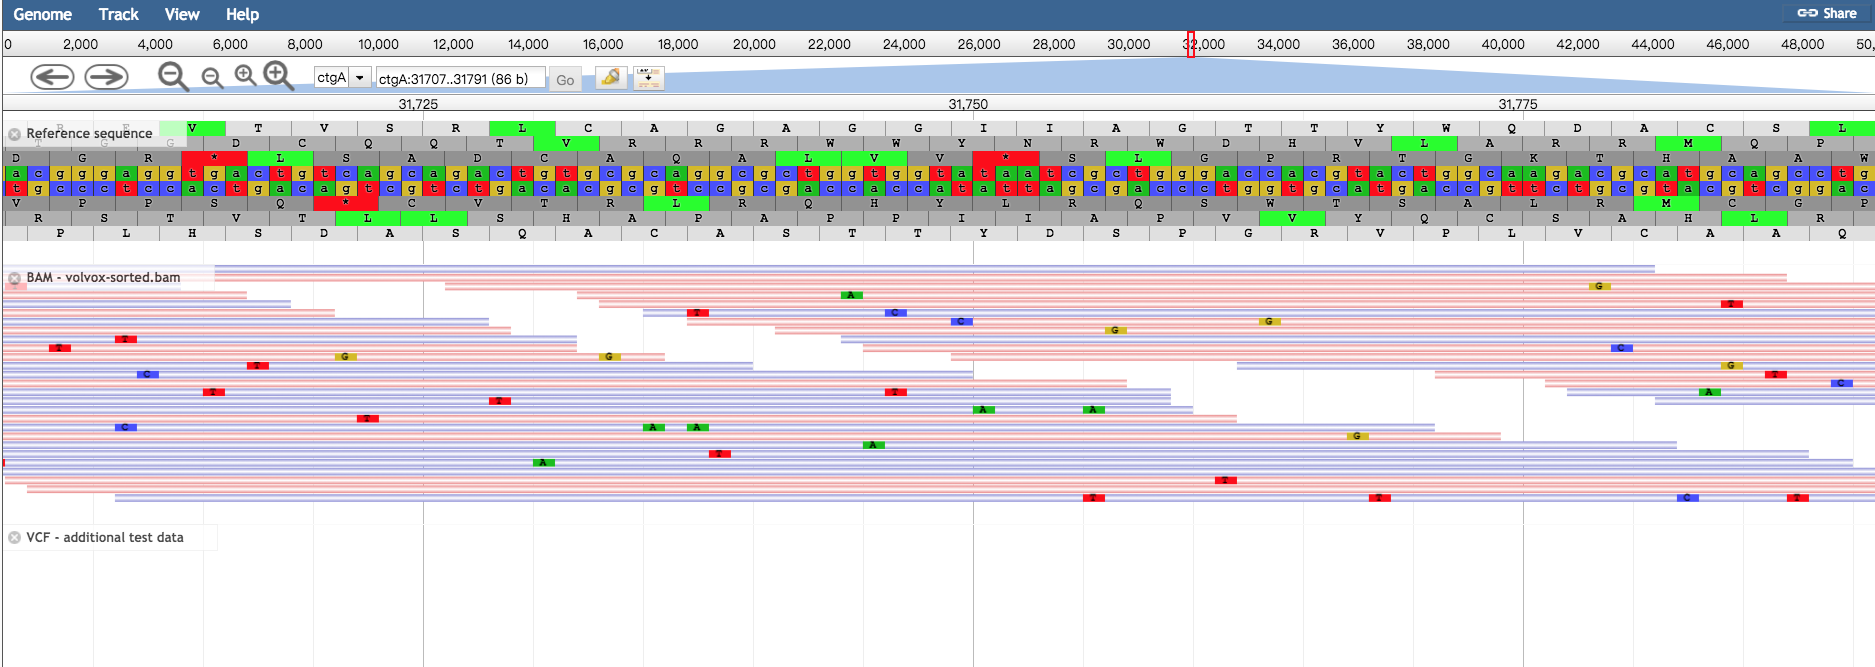 Genome Track View Help Share
0 2,000 4,000 6,000 8,000 10,000 12,000 14,000 16,000 18,000 20,000 22,000 24,000 26,000 28,000 30,000 32,000 34,000 36,000 38,000 40,000 42,000 44,000 46,000 48,000 50,
ctgA ctgA:31707..31791 (86 b) Go
31,725 31,750 31,775
V T V S R L C A G A G G I I A G T T Y W Q D A C S L
Reference sequence
D C Q Q T V R R R W W Y N R W D H V L A R R M Q P
D G R * L S A D C A Q A L V V * S L G P R T G K T H A A W
a c g g g a g g t g a c t g t c a g c a g a c t g t g c g c a g g c g c t g g t g g t a t a a t c g c t g g g a c c a c g t a c t g g c a a g a c g c a t g c a g c c t g
t g c c c t c c a c t g a c a g t c g t c t g a c a c g c g t c c g c g a c c a c c a t a t t a g c g a c c c t g g t g c a t g a c c g t t c t g c g t a c g t c g g a c
V P P S Q * C V T R L R Q H Y L R Q S W T S A L R M C G P
R S T V T L L S H A P A P P I I A P V V Y Q C S A H L R
P L H S D A S Q A C A S T T Y D S P G R V P L V C A A Q
BAM - volvox-sorted.bam
G
A
T
T C
C G
G
T
T C
G G
T G
C T
C
T T A
T
A A
T
C A A
G
A
T
A
T
T T C T
VCF - additional test data